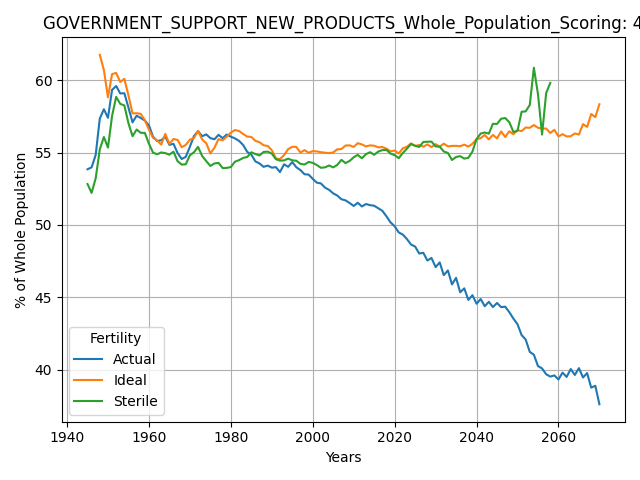 GOVERNMENT_SUPPORT_NEW_PRODUCTS_Whole_Population_Scoring: 4
% of Whole Population
60
55
50
45
40
Fertility
Actual
Ideal
Sterile
1940 1960 1980 2000 2020 2040 2060
Years